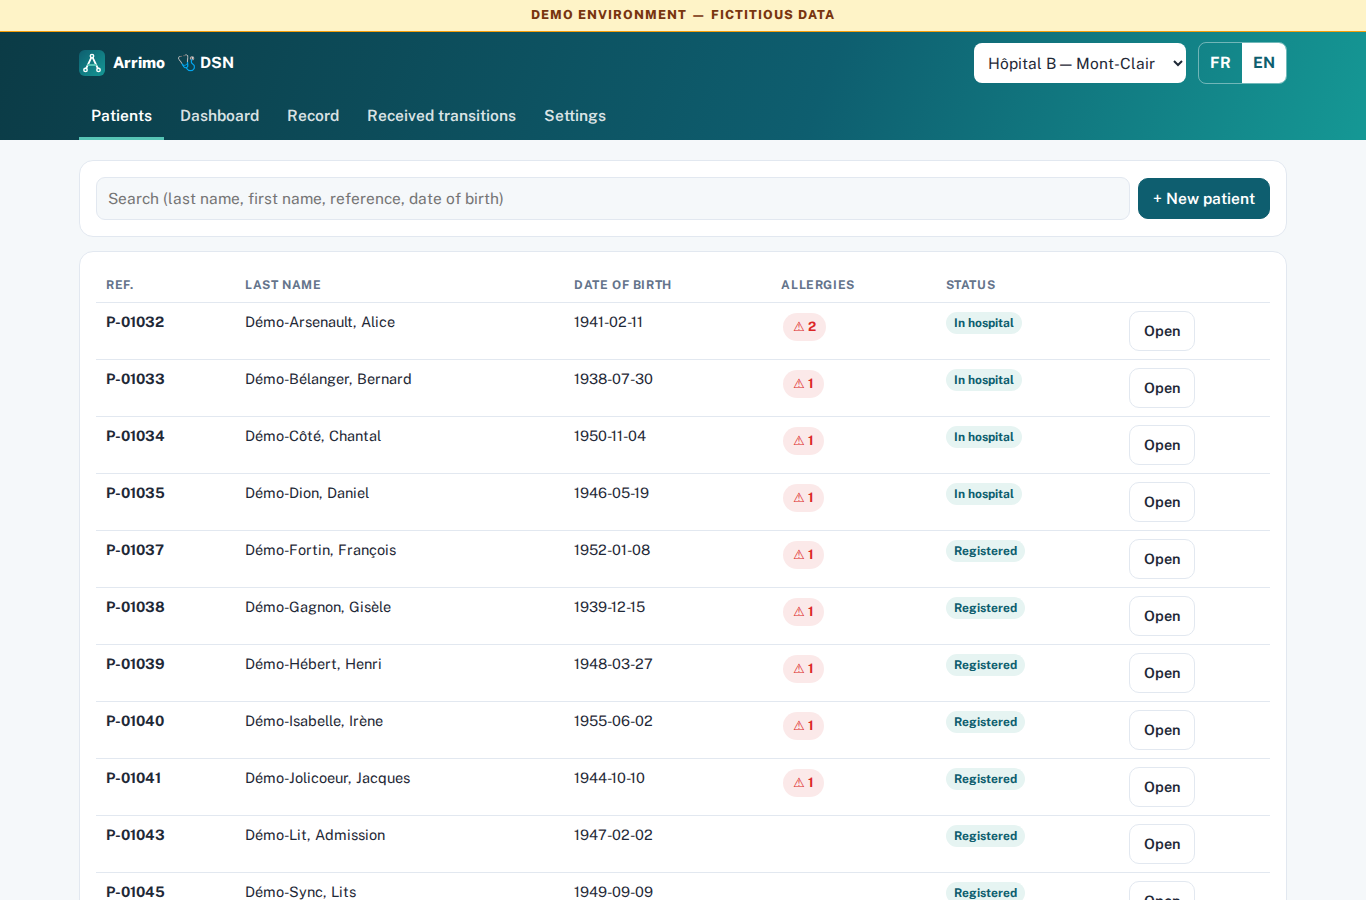 DEMO ENVIRONMENT — FICTITIOUS DATA
Arrimo DSN
Hôpital B — Mont-Clair
FR EN
Patients Dashboard Record Received transitions Settings
Search (last name, first name, reference, date of birth)
+ New patient
REF. LAST NAME DATE OF BIRTH ALLERGIES STATUS
P-01032 Démo-Arsenault, Alice 1941-02-11 ⚠ 2 In hospital Open
P-01033 Démo-Bélanger, Bernard 1938-07-30 ⚠ 1 In hospital Open
P-01034 Démo-Côté, Chantal 1950-11-04 ⚠ 1 In hospital Open
P-01035 Démo-Dion, Daniel 1946-05-19 ⚠ 1 In hospital Open
P-01037 Démo-Fortin, François 1952-01-08 ⚠ 1 Registered Open
P-01038 Démo-Gagnon, Gisèle 1939-12-15 ⚠ 1 Registered Open
P-01039 Démo-Hébert, Henri 1948-03-27 ⚠ 1 Registered Open
P-01040 Démo-Isabelle, Irène 1955-06-02 ⚠ 1 Registered Open
P-01041 Démo-Jolicoeur, Jacques 1944-10-10 ⚠ 1 Registered Open
P-01043 Démo-Lit, Admission 1947-02-02 Registered Open
P-01045 Démo-Sync, Lits 1949-09-09 Registered Open